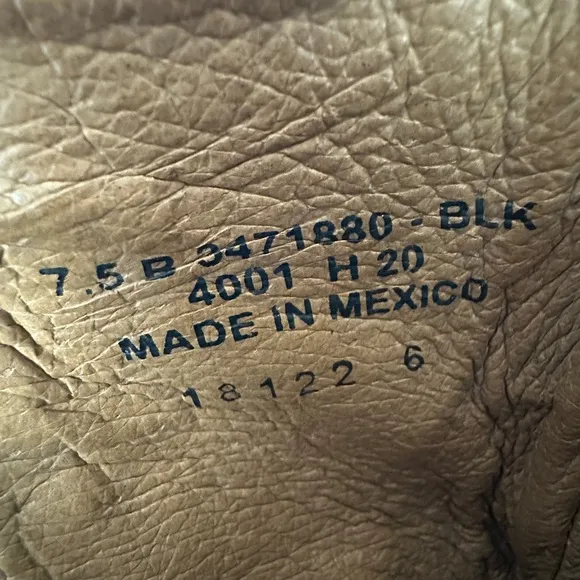 7.5 B 3471880 - BLK
4001 H 20
MADE IN MEXICO
18122 6